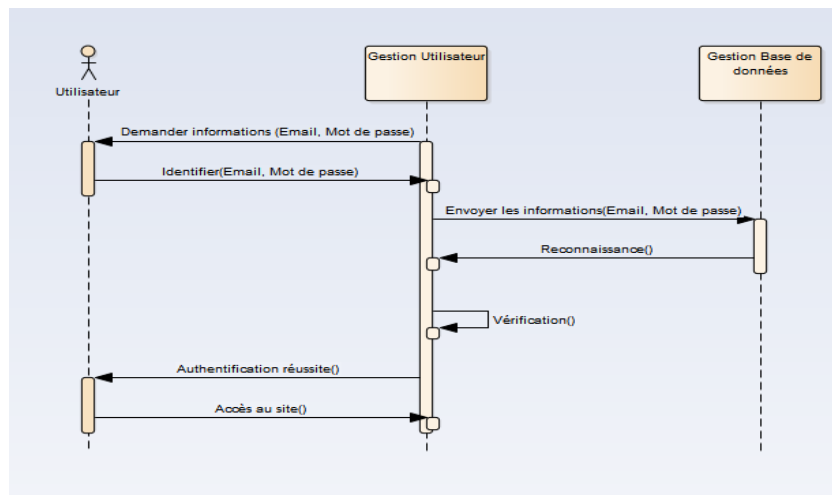 Utilisateur
Gestion Utilisateur
Gestion Base de
données
Demander informations (Email, Mot de passe)
Identifier(Email, Mot de passe)
Envoyer les informations(Email, Mot de passe)
Reconnaissance()
Vérification()
Authentification réussite()
Accès au site()